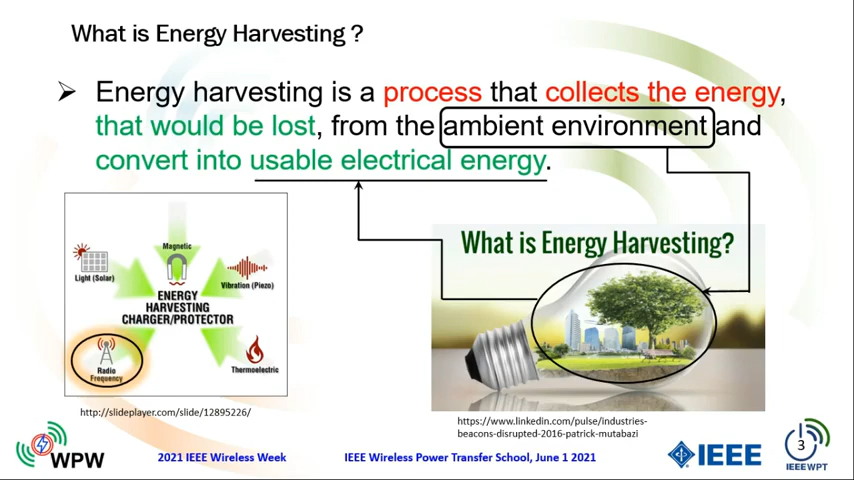 What is Energy Harvesting ?
➢ Energy harvesting is a process that collects the energy,
that would be lost, from the ambient environment and
convert into usable electrical energy.
Magnetic
Light (Solar)
Vibration (Piezo)
ENERGY
HARVESTING
CHARGER/PROTECTOR
Radio
Frequency
Thermoelectric
http://slideplayer.com/slide/12895226/
What is Energy Harvesting?
https://www.linkedin.com/pulse/industries-
beacons-disrupted-2016-patrick-mutabazi
WPW
2021 IEEE Wireless Week
IEEE Wireless Power Transfer School, June 1 2021
IEEE
3
IEEE WPT